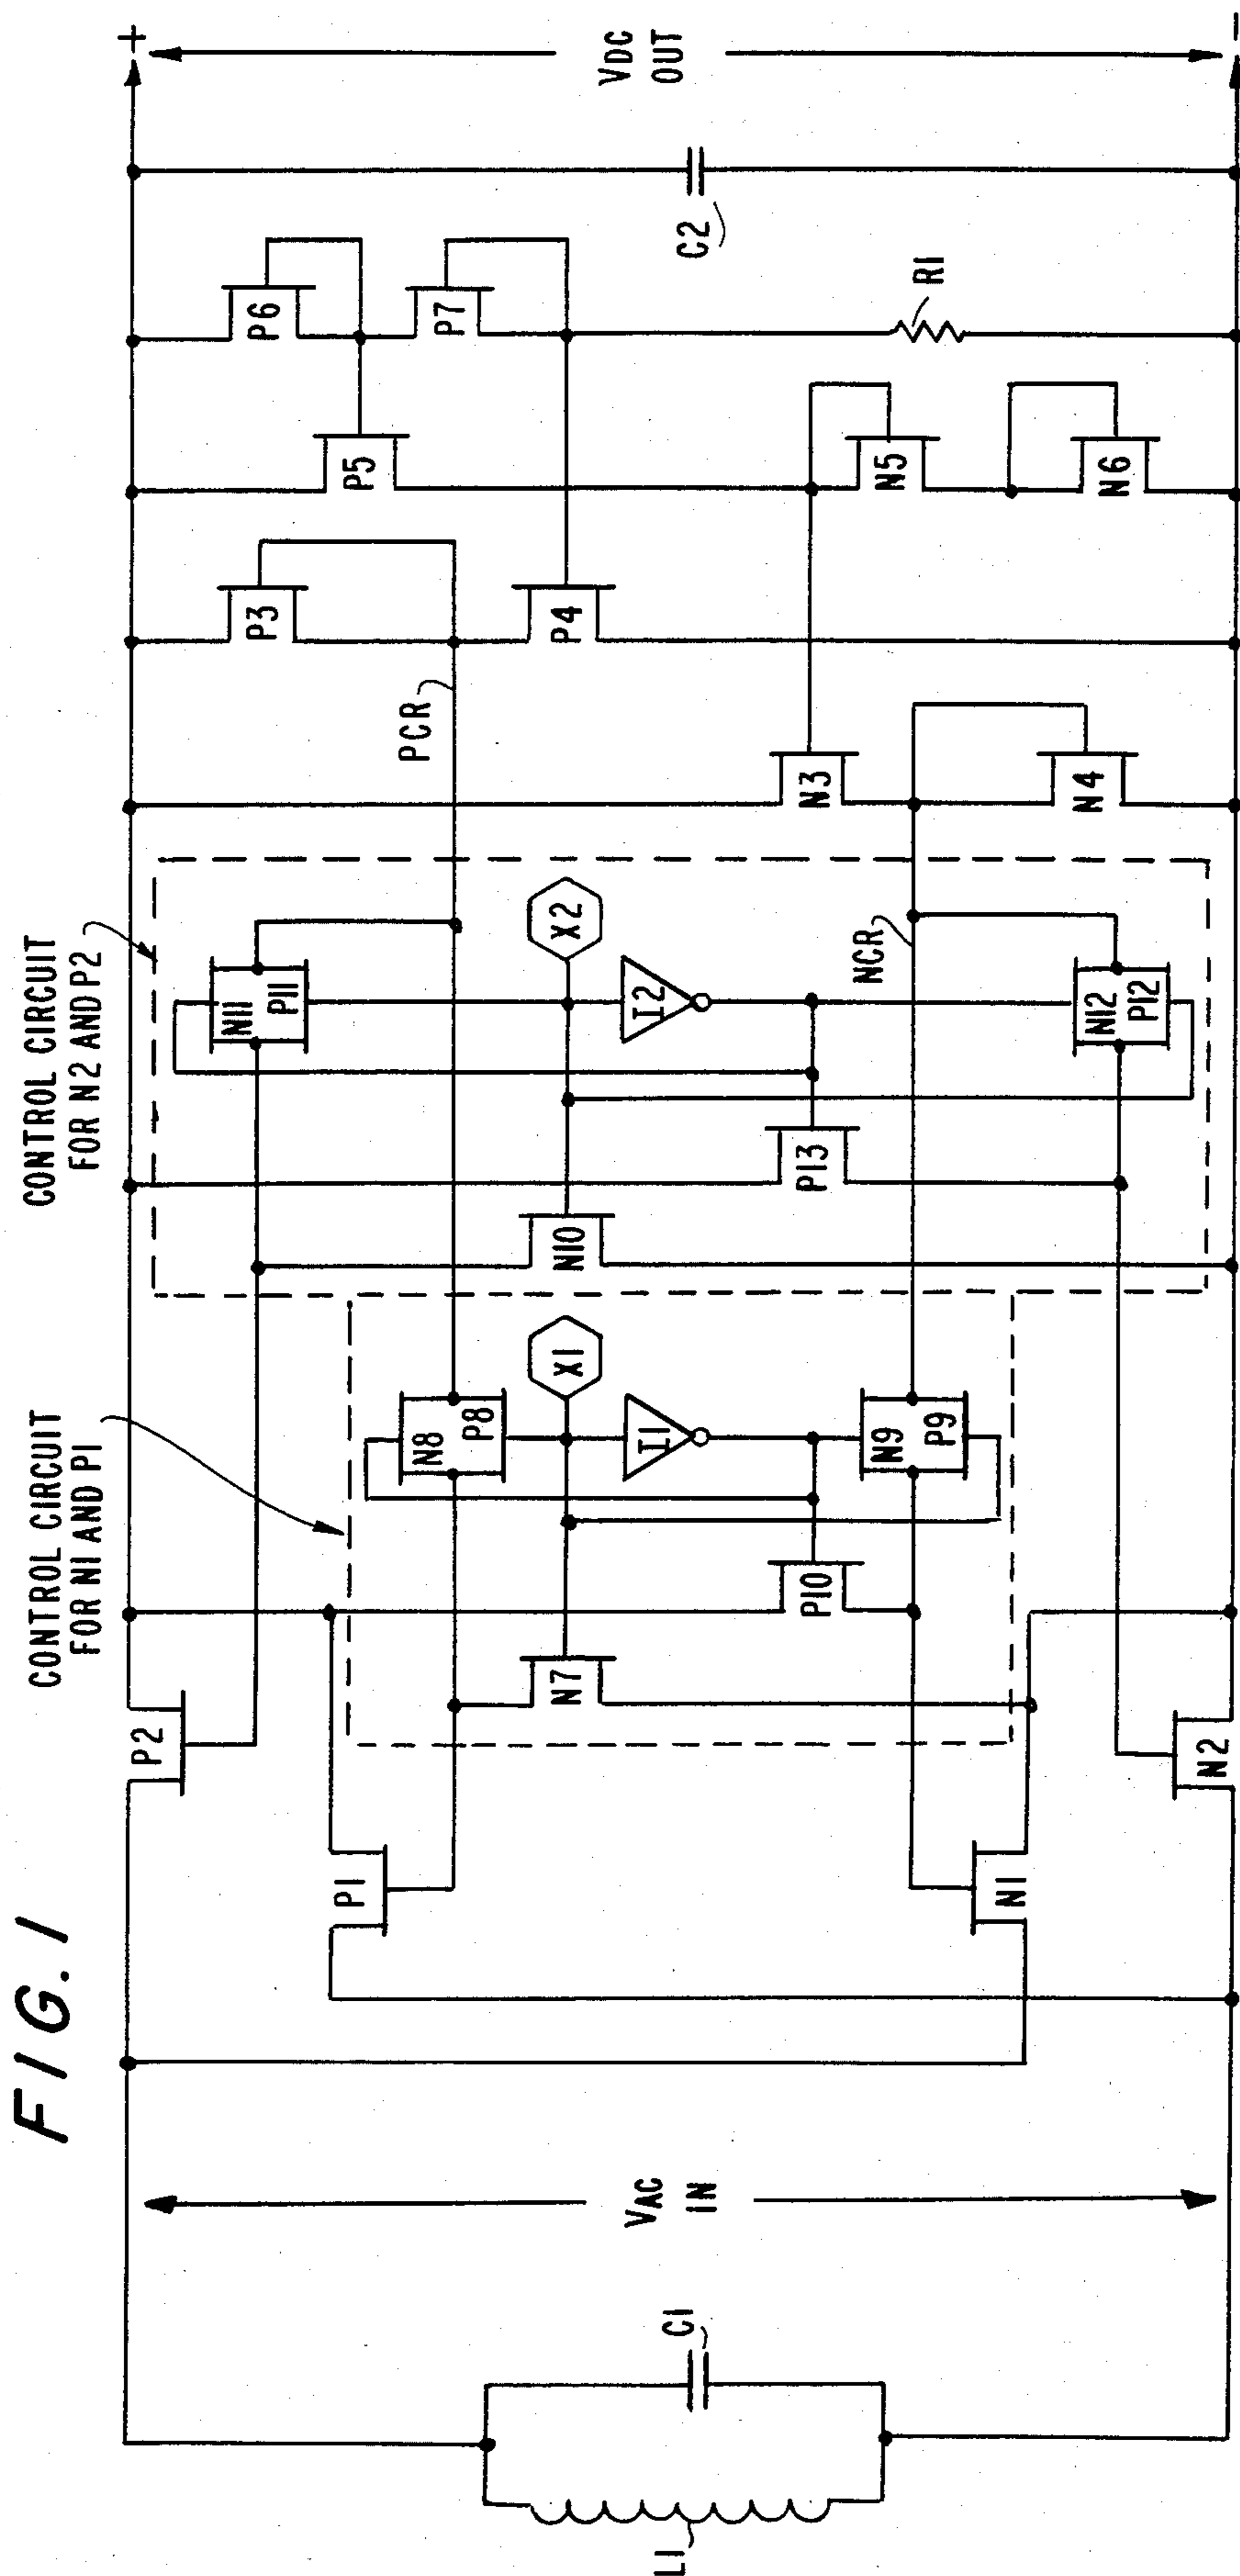 FIG. 1
CONTROL CIRCUIT
FOR N1 AND P1
CONTROL CIRCUIT
FOR N2 AND P2
P2
P1
N1
N2
N7
P10
N8
P8
X1
I1
N9
P9
N10
P13
N11
P11
X2
I2
N12
P12
PCR
NCR
N3
N4
P3
P4
P5
N5
N6
P6
P7
R1
C2
+
-
VDC
OUT
VAC
IN
C1
L1